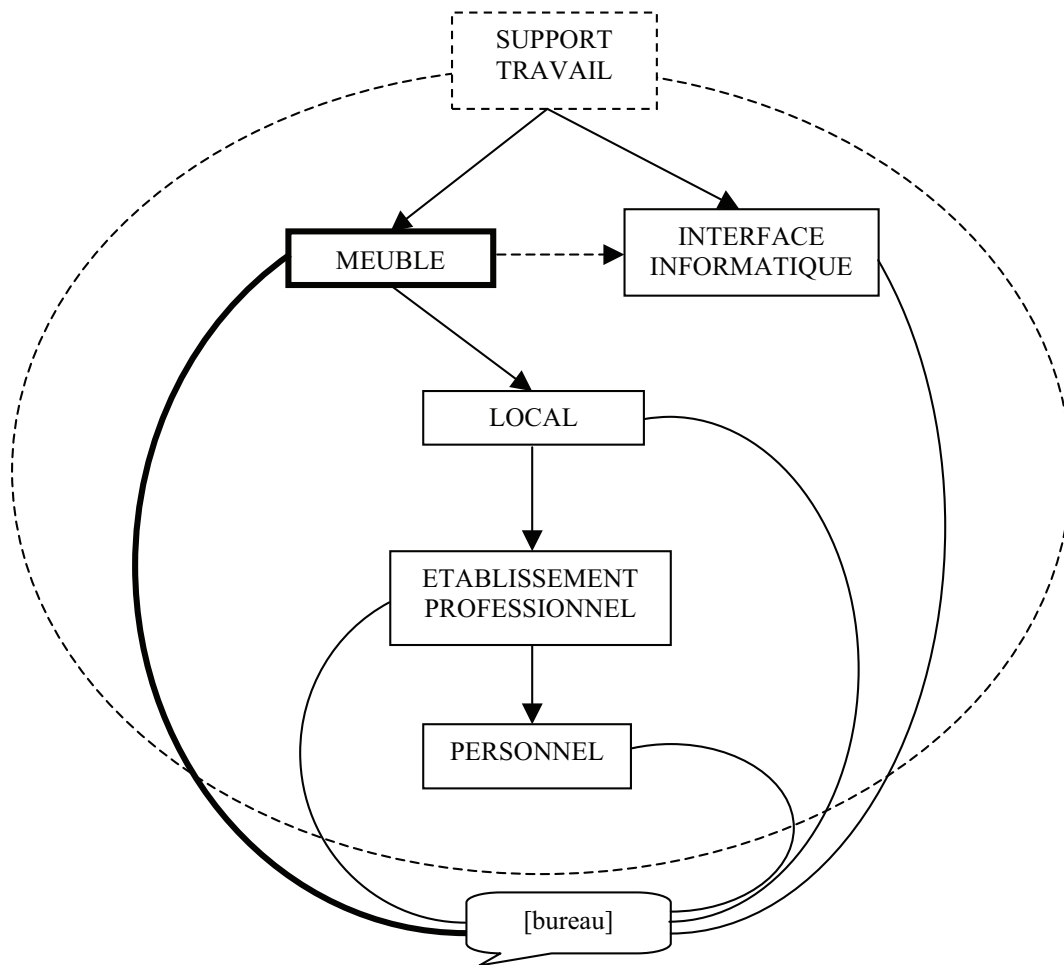 SUPPORT
TRAVAIL
MEUBLE
INTERFACE
INFORMATIQUE
LOCAL
ETABLISSEMENT
PROFESSIONNEL
PERSONNEL
[bureau]